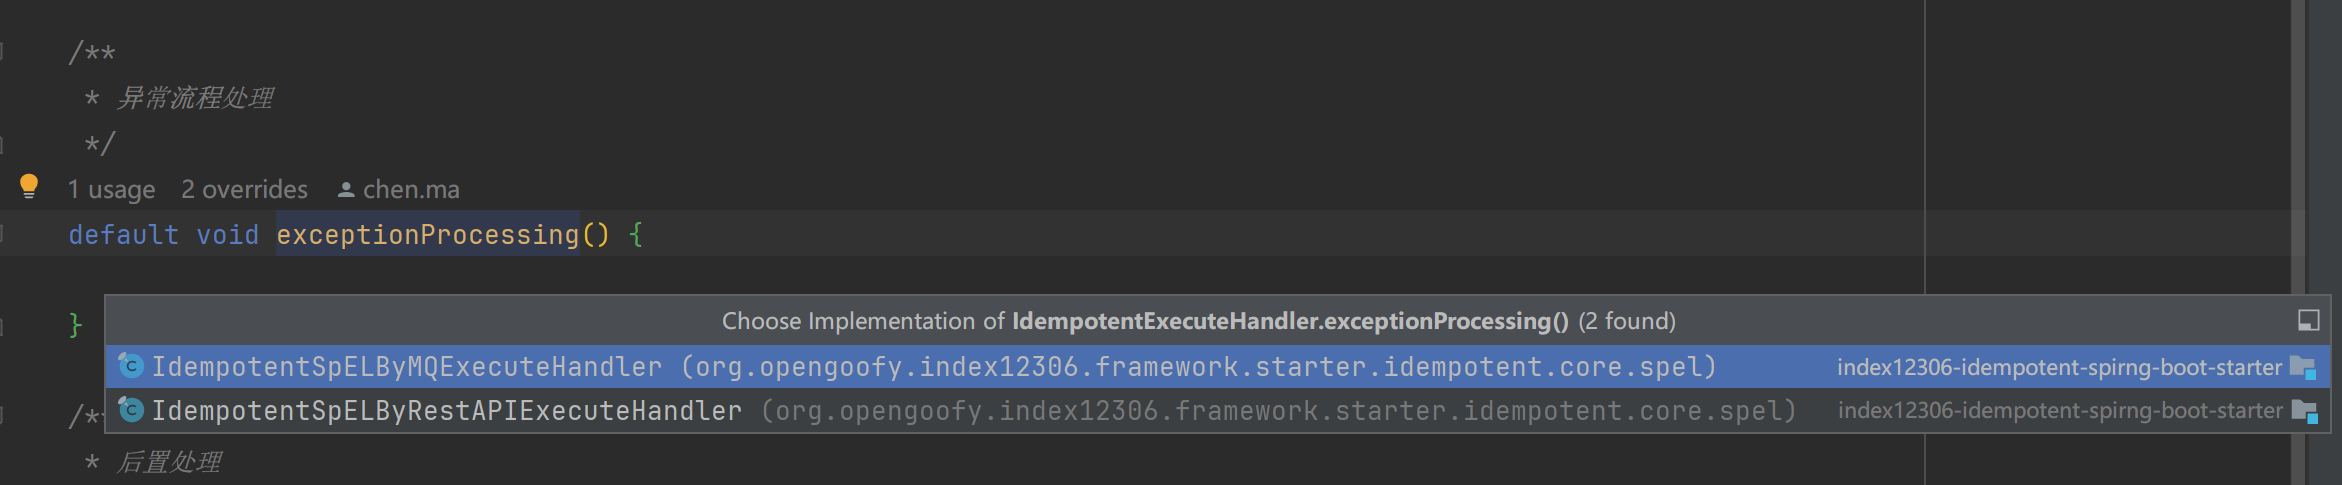 /**
* 异常流程处理
*/
1 usage 2 overrides chen.ma
default void exceptionProcessing() {
}
Choose Implementation of IdempotentExecuteHandler.exceptionProcessing() (2 found)
IdempotentSpELByMQExecuteHandler (org.opengoofy.index12306.framework.starter.idempotent.core.spel) index12306-idempotent-spirng-boot-starter
IdempotentSpELByRestAPIExecuteHandler (org.opengoofy.index12306.framework.starter.idempotent.core.spel) index12306-idempotent-spirng-boot-starter
/**
* 后置处理